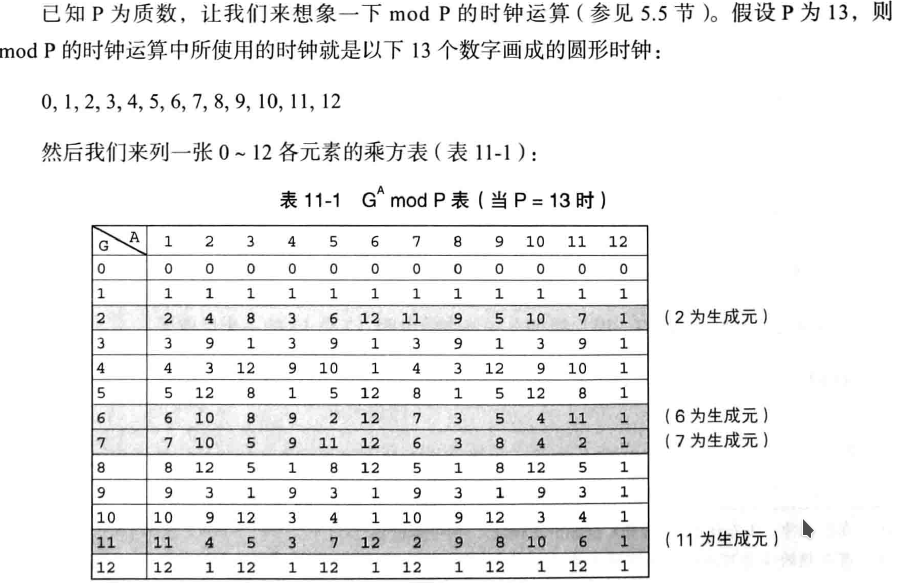 已知 P 为质数，让我们来想象一下 mod P 的时钟运算（参见 5.5 节）。假设 P 为 13，则
mod P 的时钟运算中所使用的时钟就是以下 13 个数字画成的圆形时钟：
0, 1, 2, 3, 4, 5, 6, 7, 8, 9, 10, 11, 12
然后我们来列一张 0 ~ 12 各元素的乘方表（表 11-1）：
表 11-1 G^A mod P 表（当 P = 13 时）
G A 1 2 3 4 5 6 7 8 9 10 11 12
0 0 0 0 0 0 0 0 0 0 0 0 0
1 1 1 1 1 1 1 1 1 1 1 1 1
2 2 4 8 3 6 12 11 9 5 10 7 1 （2 为生成元）
3 3 9 1 3 9 1 3 9 1 3 9 1
4 4 3 12 9 10 1 4 3 12 9 10 1
5 5 12 8 1 5 12 8 1 5 12 8 1
6 6 10 8 9 2 12 7 3 5 4 11 1 （6 为生成元）
7 7 10 5 9 11 12 6 3 8 4 2 1 （7 为生成元）
8 8 12 5 1 8 12 5 1 8 12 5 1
9 9 3 1 9 3 1 9 3 1 9 3 1
10 10 9 12 3 4 1 10 9 12 3 4 1
11 11 4 5 3 7 12 2 9 8 10 6 1 （11 为生成元）
12 12 1 12 1 12 1 12 1 12 1 12 1